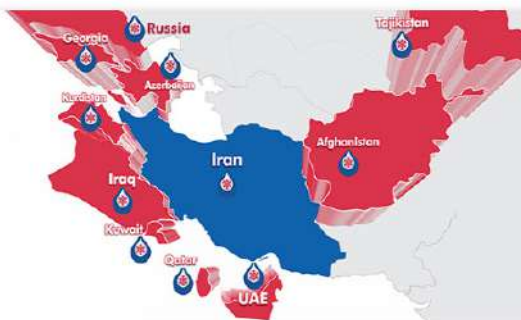 Russia
Tajikistan
Georgia
Azerbaijan
Kurdistan
Iran
Afghanistan
Iraq
Kuwait
Qatar
UAE